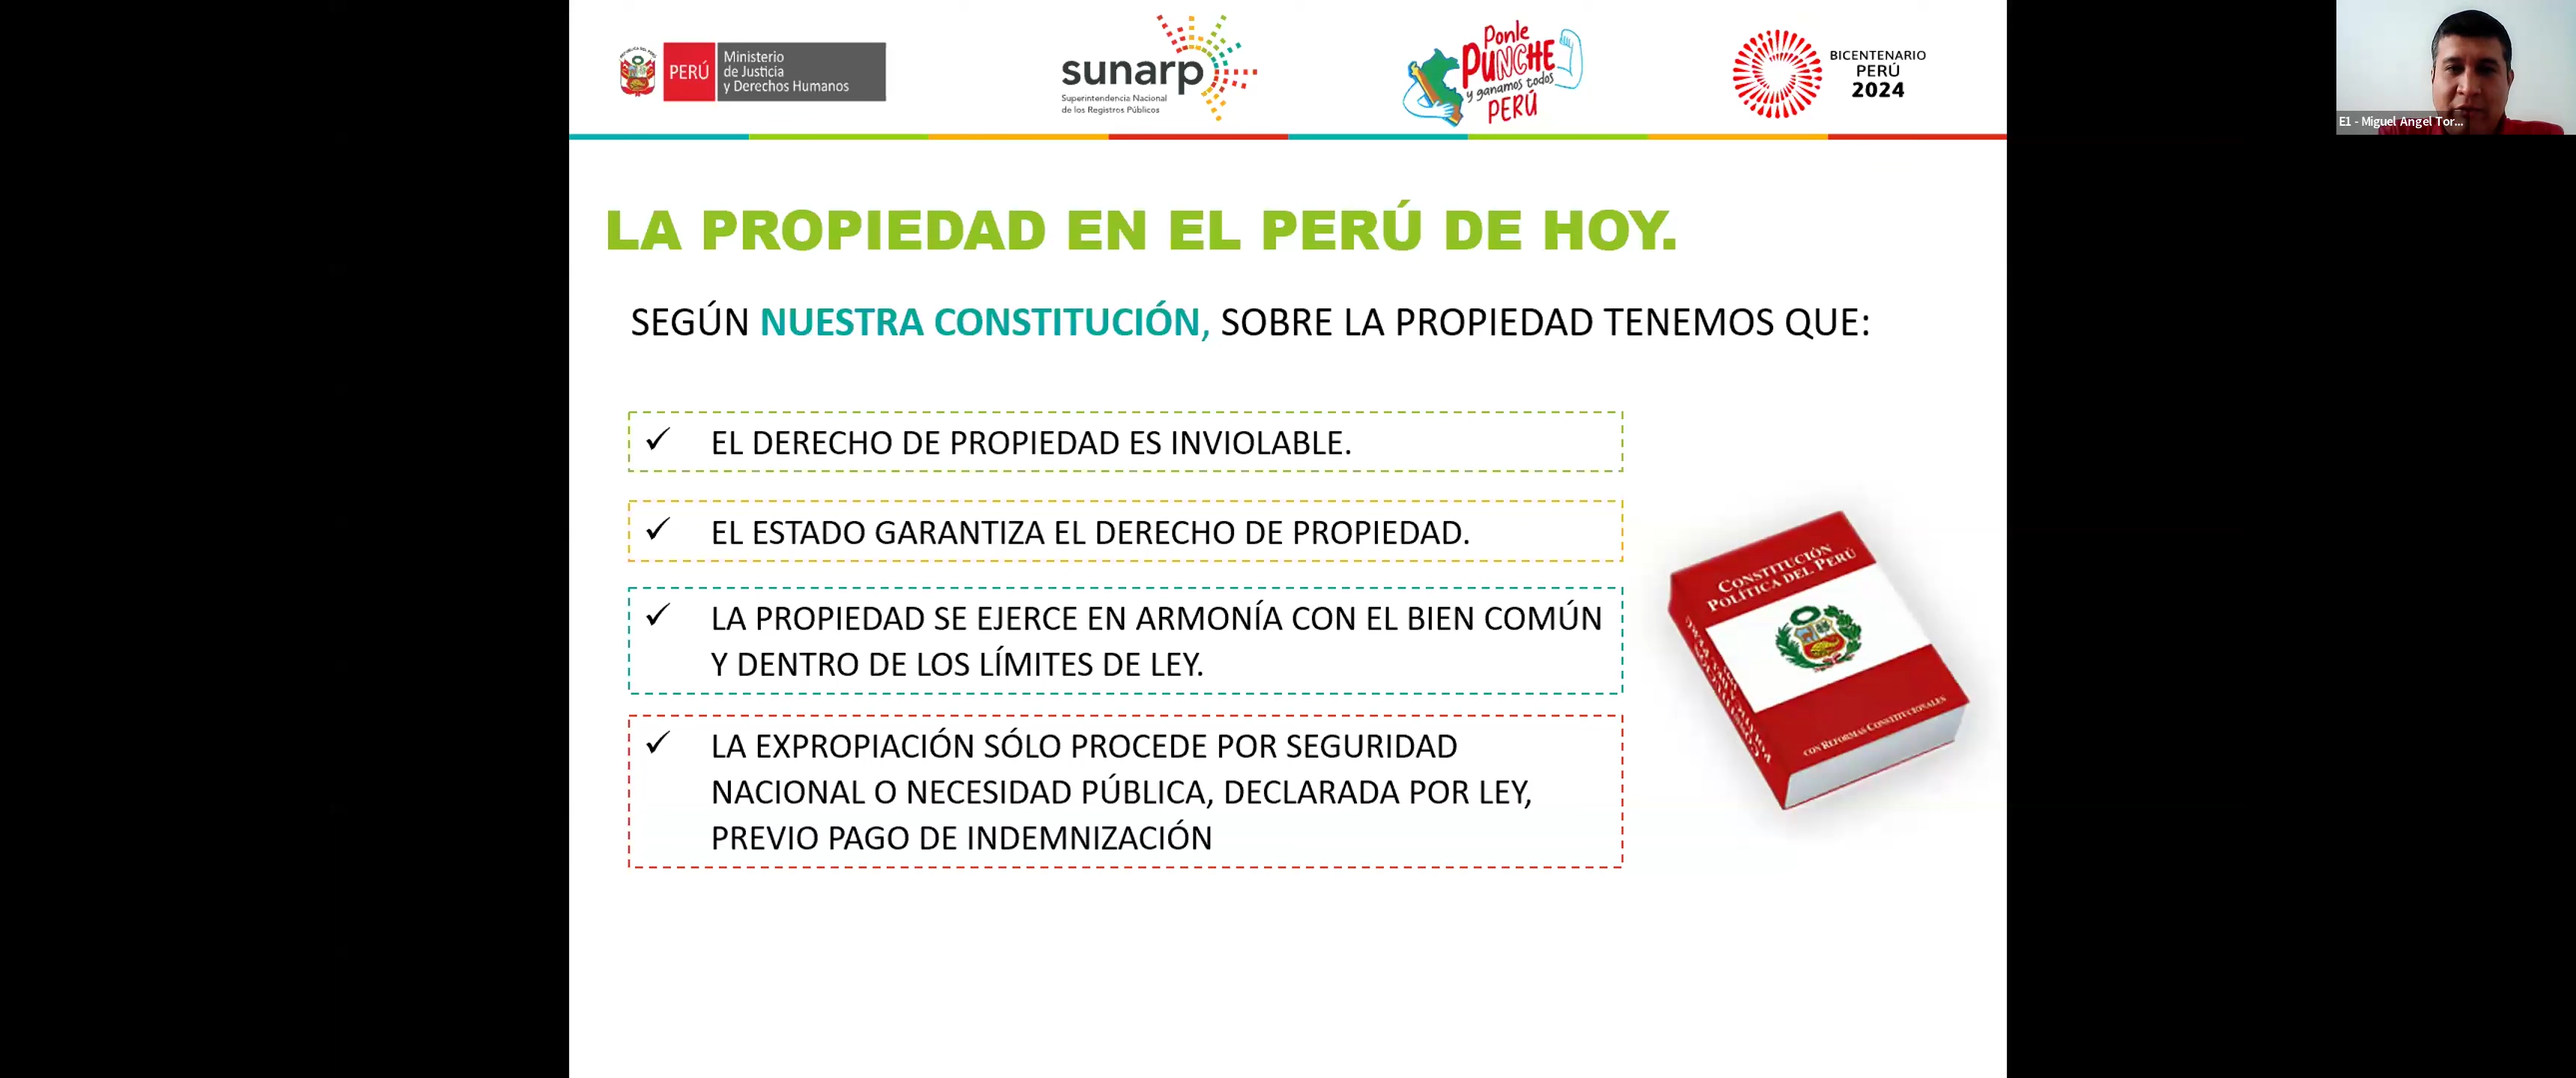 PERÚ
Ministerio
de Justicia
y Derechos Humanos
sunarp
Superintendencia Nacional
de los Registros Públicos
Ponle
PUNCHE
y ganamos todos
PERÚ
BICENTENARIO
PERÚ
2024
E1 - Miguel Angel Tor...
LA PROPIEDAD EN EL PERÚ DE HOY.
SEGÚN NUESTRA CONSTITUCIÓN, SOBRE LA PROPIEDAD TENEMOS QUE:
✓ EL DERECHO DE PROPIEDAD ES INVIOLABLE.
✓ EL ESTADO GARANTIZA EL DERECHO DE PROPIEDAD.
✓ LA PROPIEDAD SE EJERCE EN ARMONÍA CON EL BIEN COMÚN
Y DENTRO DE LOS LÍMITES DE LEY.
✓ LA EXPROPIACIÓN SÓLO PROCEDE POR SEGURIDAD
NACIONAL O NECESIDAD PÚBLICA, DECLARADA POR LEY,
PREVIO PAGO DE INDEMNIZACIÓN
CONSTITUCIÓN
POLÍTICA DEL PERÚ
CON REFORMAS CONSTITUCIONALES